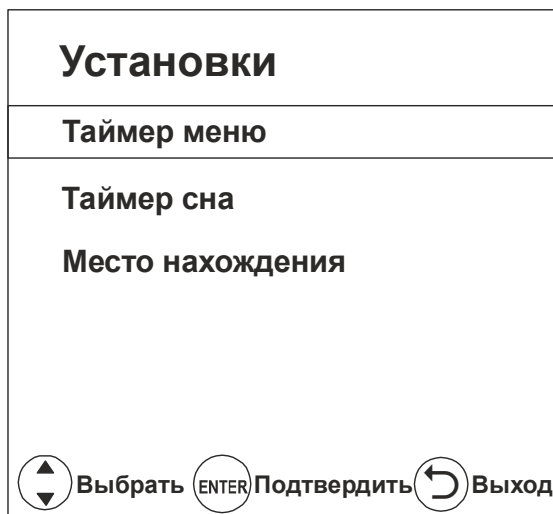 Установки
Таймер меню
Таймер сна
Место нахождения
Выбрать ENTER Подтвердить Выход